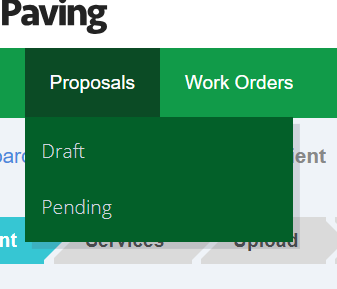 Paving
Proposals Work Orders
Draft
Pending
Services Upload